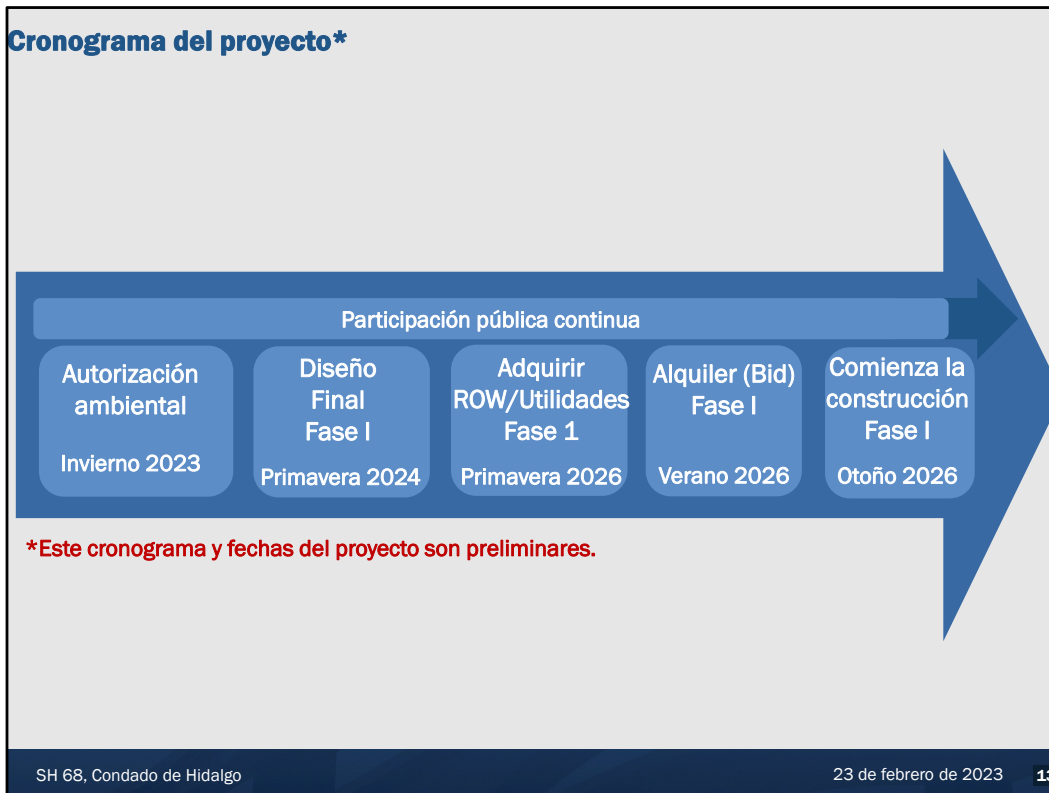 Cronograma del proyecto*
Participación pública continua
Autorización
ambiental
Invierno 2023
Diseño
Final
Fase I
Primavera 2024
Adquirir
ROW/Utilidades
Fase 1
Primavera 2026
Alquiler (Bid)
Fase I
Verano 2026
Comienza la
construcción
Fase I
Otoño 2026
*Este cronograma y fechas del proyecto son preliminares.
SH 68, Condado de Hidalgo
23 de febrero de 2023